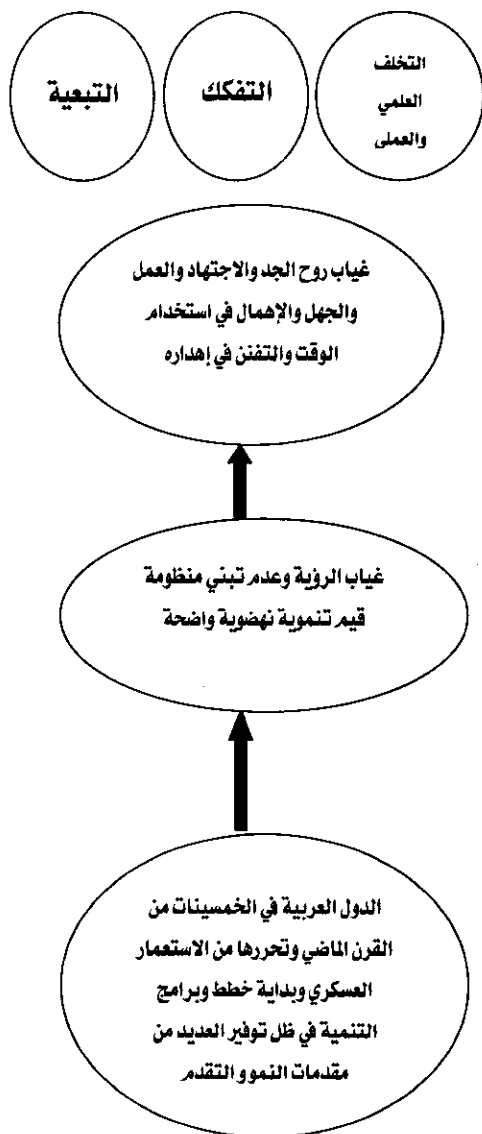 التخلف
العلمي
والعملى
التفكك
التبعية
غياب روح الجد والاجتهاد والعمل
والجهل والإهمال في استخدام
الوقت والتفنن في إهداره
غياب الرؤية وعدم تبني منظومة
قيم تنموية نهضوية واضحة
الدول العربية في الخمسينات من
القرن الماضي وتحررها من الاستعمار
العسكري وبداية خطط وبرامج
التنمية في ظل توفير العديد من
مقدمات النمو و التقدم